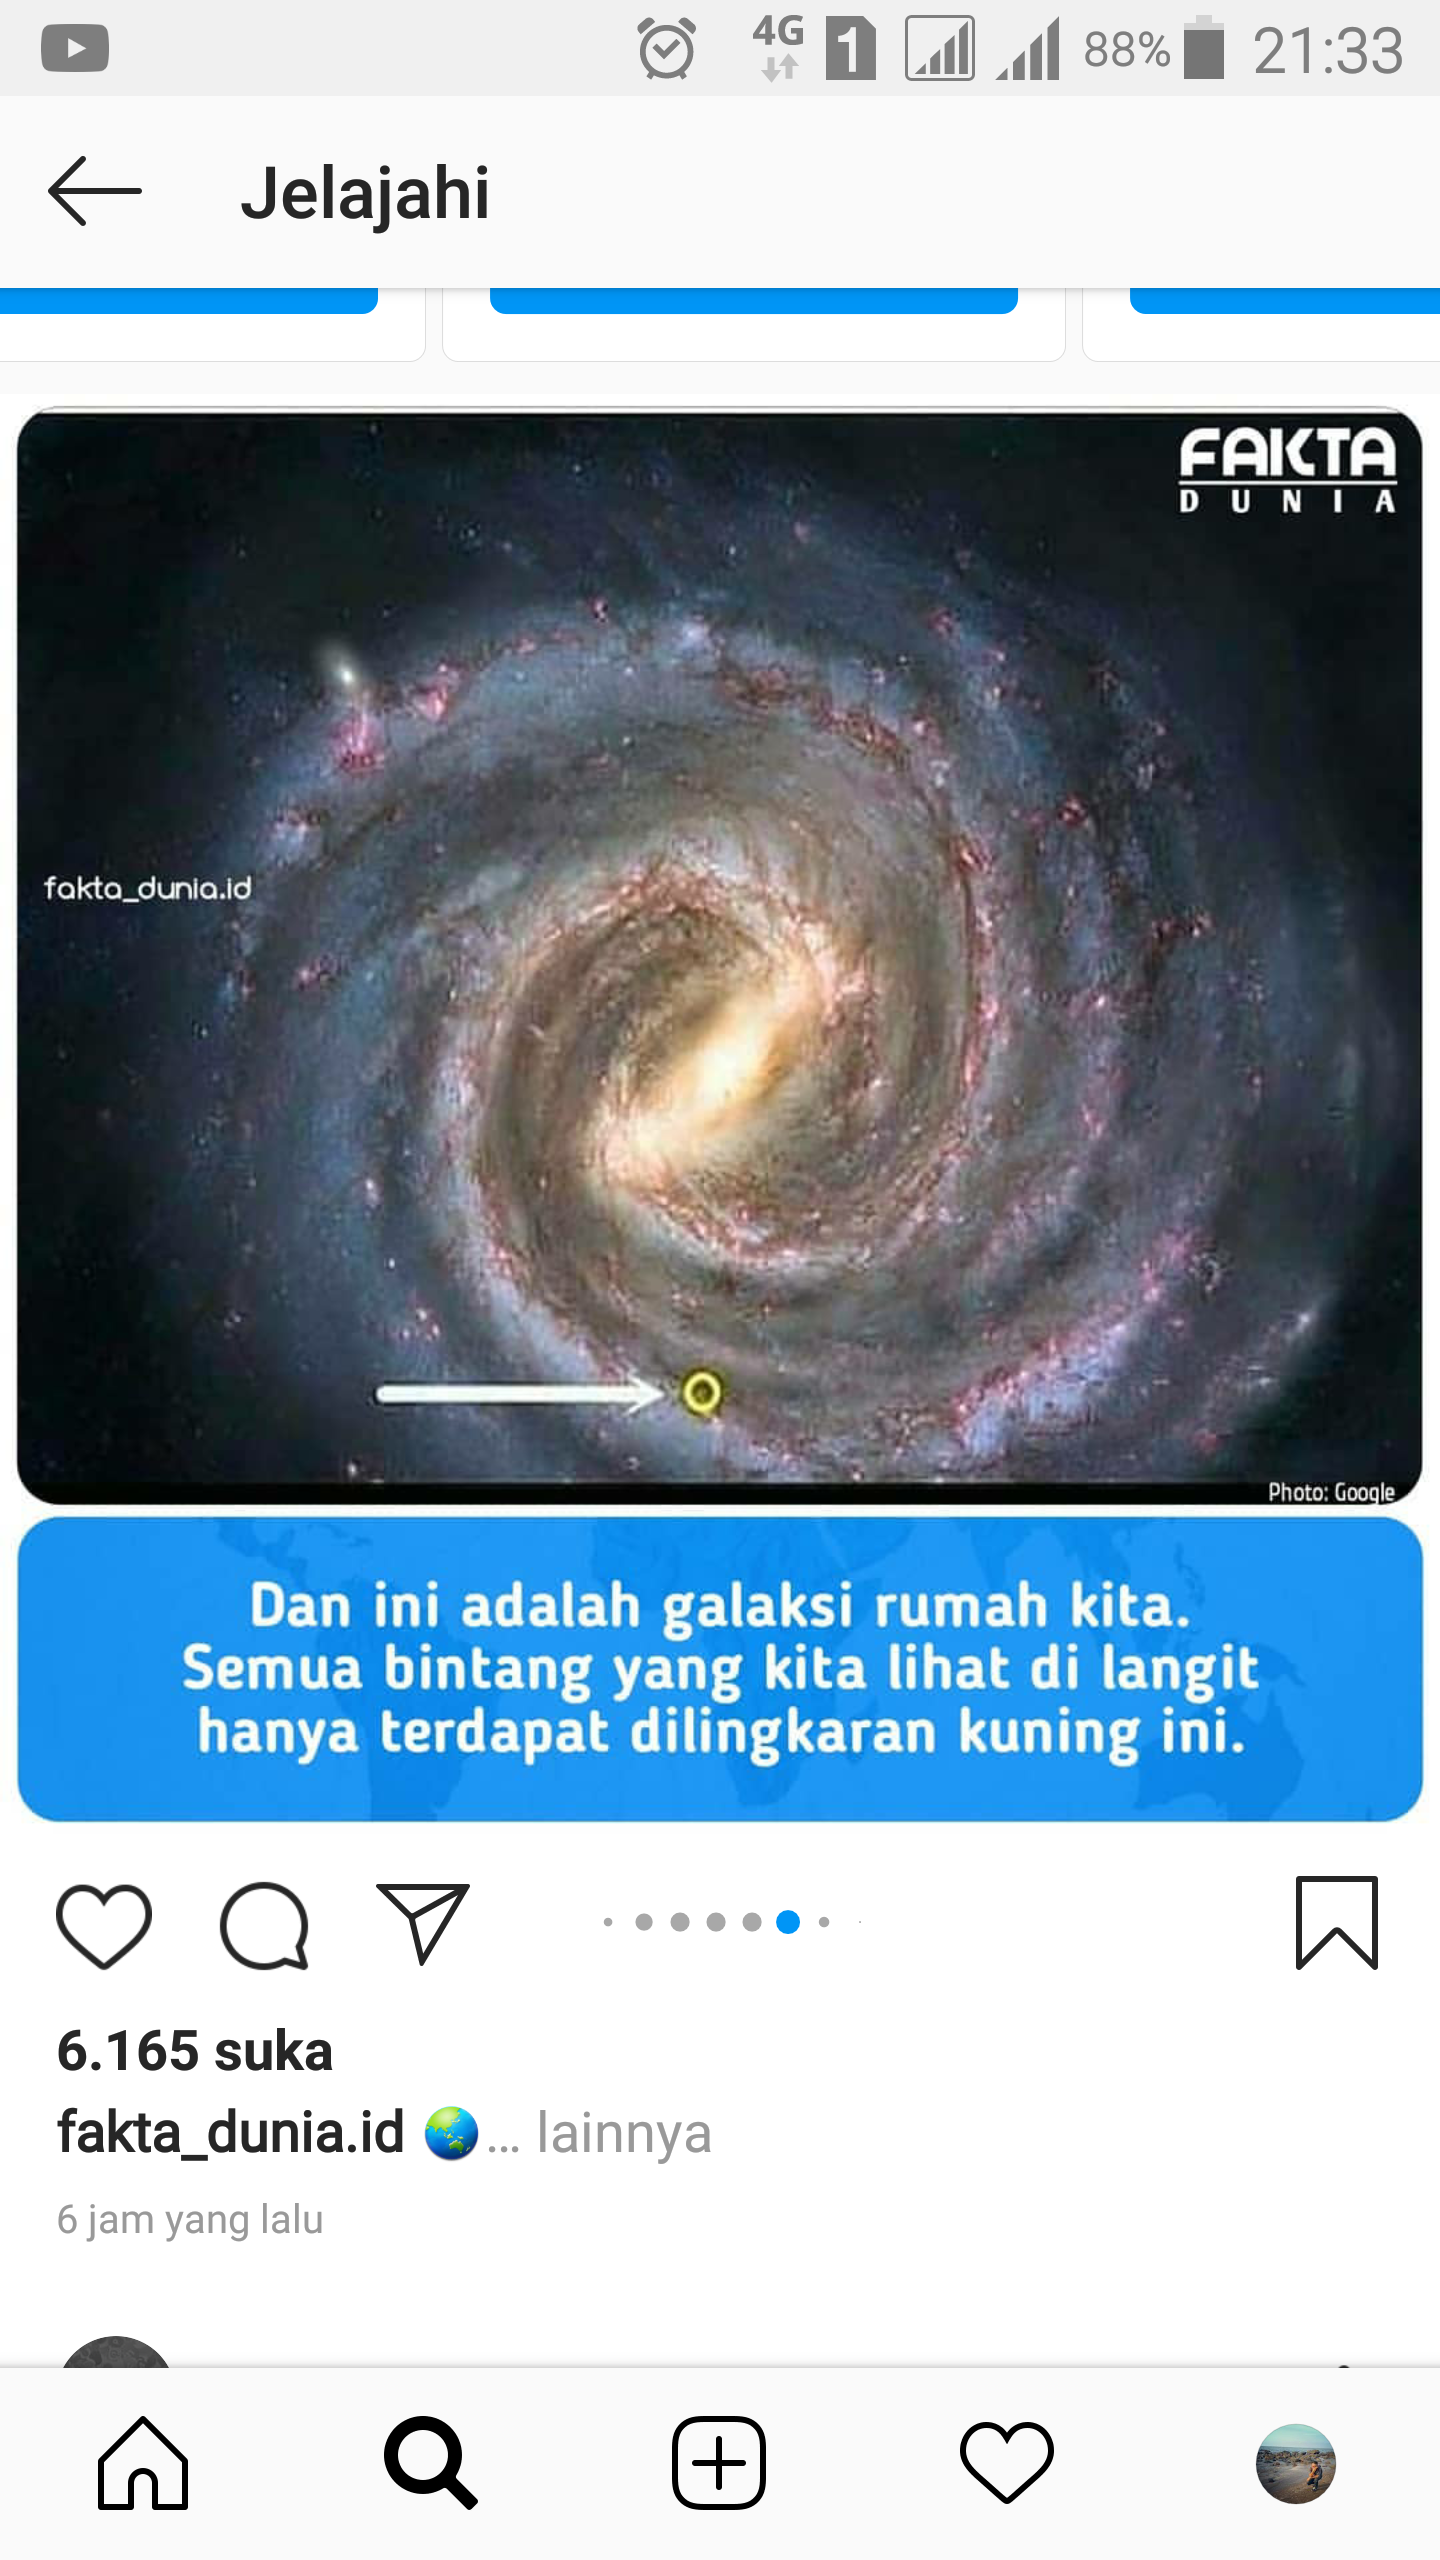 4G 1 88% 21:33
Jelajahi
FAKTA
DUNIA
fakta_dunia.id
Photo: Google
Dan ini adalah galaksi rumah kita.
Semua bintang yang kita lihat di langit
hanya terdapat dilingkaran kuning ini.
6.165 suka
fakta_dunia.id 🌏... lainnya
6 jam yang lalu